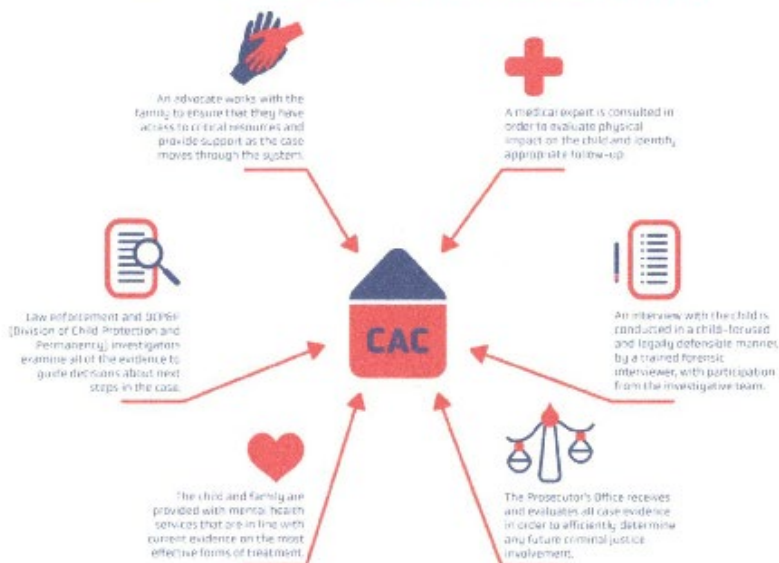 An advocate works with the
family to ensure that they have
access to critical resources and
provide support as the case
moves through the system.
A medical expert is consulted in
order to evaluate physical
impact on the child and identify
appropriate follow-up.
Law enforcement and DCP&P
(Division of Child Protection and
Permanency) investigators
examine all of the evidence to
guide decisions about next
steps in the case.
CAC
An interview with the child is
conducted in a child-focused
and legally defensible manner,
by a trained forensic
interviewer, with participation
from the investigative team.
The child and family are
provided with mental health
services that are in line with
current evidence on the most
effective forms of treatment.
The Prosecutor's Office receives
and evaluates all case evidence
in order to efficiently determine
any future criminal justice
involvement.